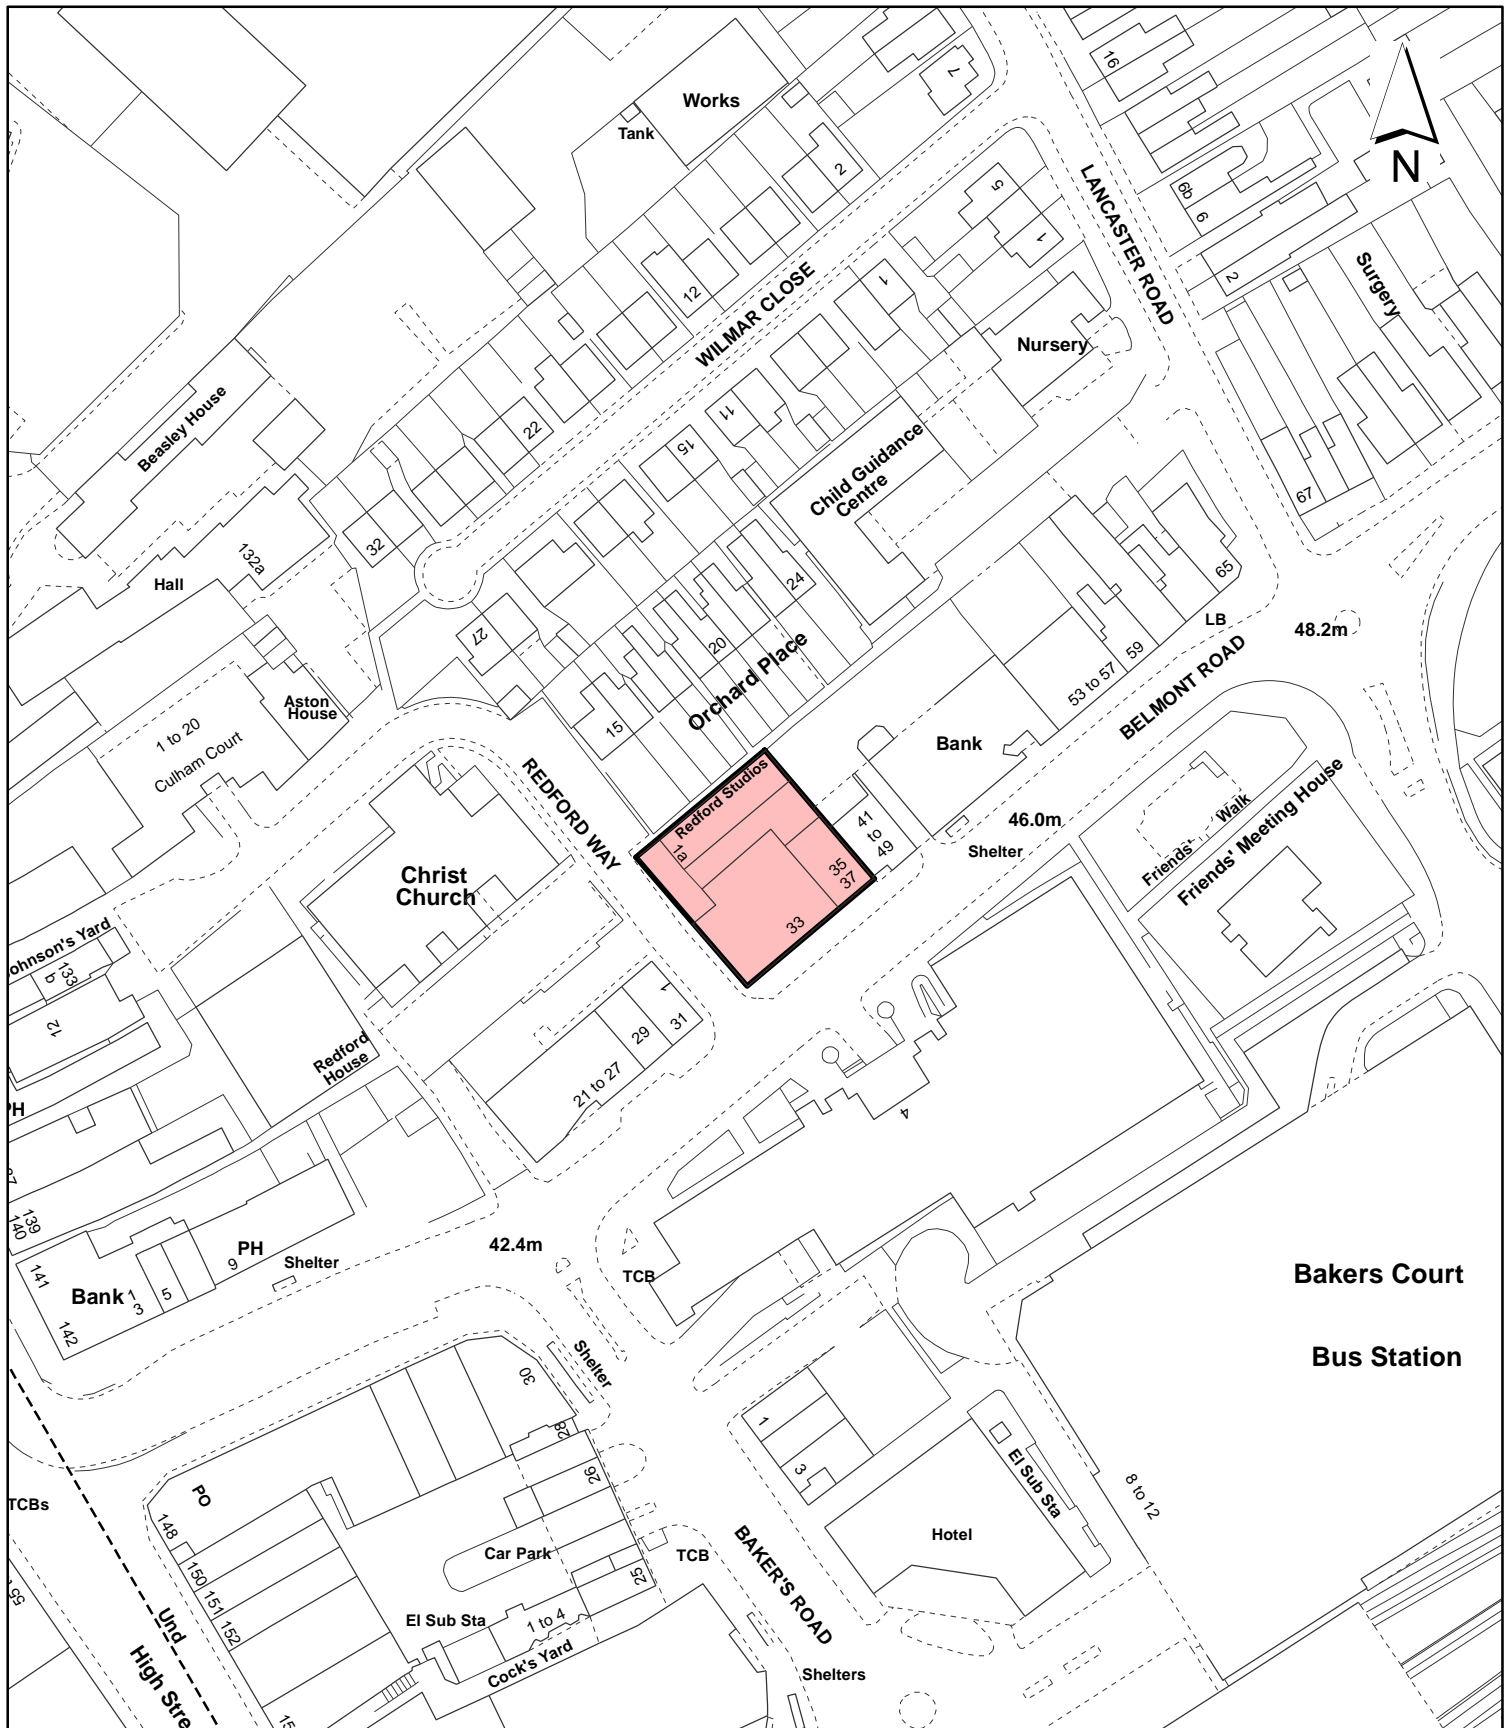 Works
Tank
7
16
N
2
5
1
LANCASTER ROAD
6b
6
2
Surgery
12
WILMAR CLOSE
1
Nursery
Beasley House
22
11
15
Child Guidance
Centre
67
32
132a
Hall
24
65
LB
48.2m
27
20
Orchard Place
59
53 to 57
BELMONT ROAD
Aston
House
1 to 20
Culham Court
15
Bank
REDFORD WAY
Redford Studios
1a
41
to
49
46.0m
Shelter
Friends'
Walk
Friends' Meeting House
35
37
33
Christ
Church
ohnson's Yard
b
133
12
Redford
House
1
31
29
21 to 27
4
PH
139
140
141
142
Bank
1
3
5
9
PH
Shelter
42.4m
TCB
Bakers Court
Bus Station
Shelter
30
28
26
1
3
El Sub Sta
8 to 12
PO
TCBs
148
150
151
152
Car Park
25
TCB
Hotel
BAKER'S ROAD
El Sub Sta
1 to 4
Cock's Yard
Shelters
Und
High Stre
55